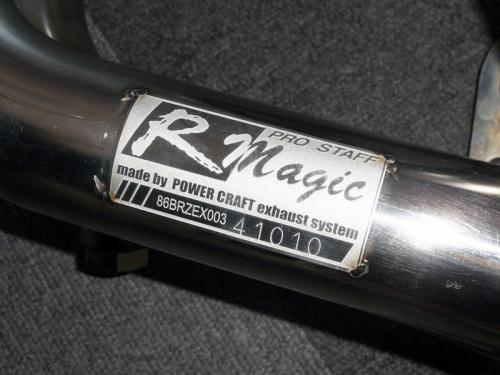 PRO STAFF
R Magic
made by POWER CRAFT exhaust system
86BRZEX003 41010